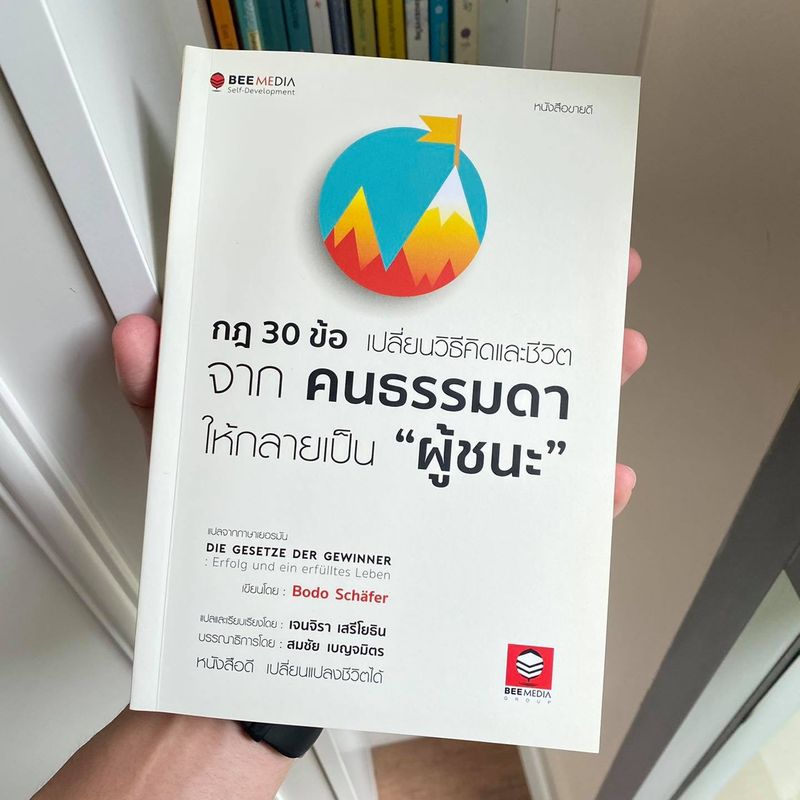 BEE MEDIA
Self-Development
หนังสือขายดี
กฎ 30 ข้อ เปลี่ยนวิธีคิดและชีวิต
จาก คนธรรมดา
ให้กลายเป็น “ผู้ชนะ”
แปลจากภาษาเยอรมัน
DIE GESETZE DER GEWINNER
: Erfolg und ein erfülltes Leben
เขียนโดย : Bodo Schäfer
แปลและเรียบเรียงโดย : เจนจิรา เสรีโยธิน
บรรณาธิการโดย : สมชัย เบญจมิตร
หนังสือดี เปลี่ยนแปลงชีวิตได้
BEE MEDIA
GROUP